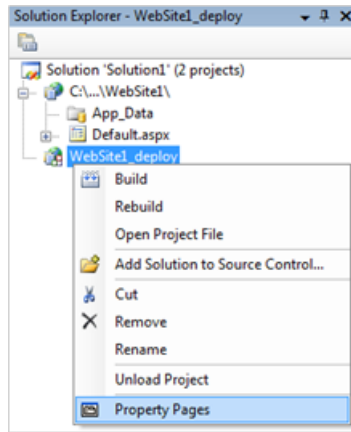 Solution Explorer - WebSite1_deploy
Solution 'Solution1' (2 projects)
C:\...\WebSite1\
App_Data
Default.aspx
WebSite1_deploy
Build
Rebuild
Open Project File
Add Solution to Source Control...
Cut
Remove
Rename
Unload Project
Property Pages